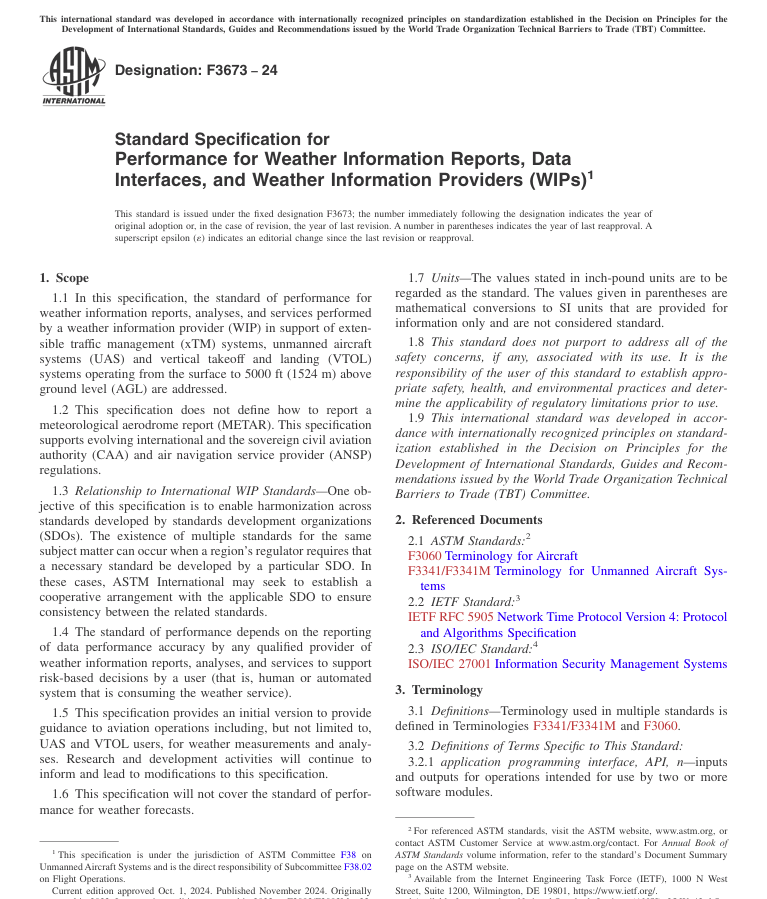 This international standard was developed in accordance with internationally recognized principles on standardization established in the Decision on Principles for the
Development of International Standards, Guides and Recommendations issued by the World Trade Organization Technical Barriers to Trade (TBT) Committee.
ASTM
INTERNATIONAL
Designation: F3673 − 24
Standard Specification for
Performance for Weather Information Reports, Data
Interfaces, and Weather Information Providers (WIPs)1
This standard is issued under the fixed designation F3673; the number immediately following the designation indicates the year of
original adoption or, in the case of revision, the year of last revision. A number in parentheses indicates the year of last reapproval. A
superscript epsilon (ε) indicates an editorial change since the last revision or reapproval.
1. Scope
1.1 In this specification, the standard of performance for
weather information reports, analyses, and services performed
by a weather information provider (WIP) in support of exten-
sible traffic management (xTM) systems, unmanned aircraft
systems (UAS) and vertical takeoff and landing (VTOL)
systems operating from the surface to 5000 ft (1524 m) above
ground level (AGL) are addressed.
1.2 This specification does not define how to report a
meteorological aerodrome report (METAR). This specification
supports evolving international and the sovereign civil aviation
authority (CAA) and air navigation service provider (ANSP)
regulations.
1.3 Relationship to International WIP Standards—One ob-
jective of this specification is to enable harmonization across
standards developed by standards development organizations
(SDOs). The existence of multiple standards for the same
subject matter can occur when a region's regulator requires that
a necessary standard be developed by a particular SDO. In
these cases, ASTM International may seek to establish a
cooperative arrangement with the applicable SDO to ensure
consistency between the related standards.
1.4 The standard of performance depends on the reporting
of data performance accuracy by any qualified provider of
weather information reports, analyses, and services to support
risk-based decisions by a user (that is, human or automated
system that is consuming the weather service).
1.5 This specification provides an initial version to provide
guidance to aviation operations including, but not limited to,
UAS and VTOL users, for weather measurements and analy-
ses. Research and development activities will continue to
inform and lead to modifications to this specification.
1.6 This specification will not cover the standard of perfor-
mance for weather forecasts.
1 This specification is under the jurisdiction of ASTM Committee F38 on
Unmanned Aircraft Systems and is the direct responsibility of Subcommittee F38.02
on Flight Operations.
Current edition approved Oct. 1, 2024. Published November 2024. Originally
1.7 Units—The values stated in inch-pound units are to be
regarded as the standard. The values given in parentheses are
mathematical conversions to SI units that are provided for
information only and are not considered standard.
1.8 This standard does not purport to address all of the
safety concerns, if any, associated with its use. It is the
responsibility of the user of this standard to establish appro-
priate safety, health, and environmental practices and deter-
mine the applicability of regulatory limitations prior to use.
1.9 This international standard was developed in accor-
dance with internationally recognized principles on standard-
ization established in the Decision on Principles for the
Development of International Standards, Guides and Recom-
mendations issued by the World Trade Organization Technical
Barriers to Trade (TBT) Committee.
2. Referenced Documents
2.1 ASTM Standards:2
F3060 Terminology for Aircraft
F3341/F3341M Terminology for Unmanned Aircraft Sys-
tems
2.2 IETF Standard:3
IETF RFC 5905 Network Time Protocol Version 4: Protocol
and Algorithms Specification
2.3 ISO/IEC Standard:4
ISO/IEC 27001 Information Security Management Systems
3. Terminology
3.1 Definitions—Terminology used in multiple standards is
defined in Terminologies F3341/F3341M and F3060.
3.2 Definitions of Terms Specific to This Standard:
3.2.1 application programming interface, API, n—inputs
and outputs for operations intended for use by two or more
software modules.
2 For referenced ASTM standards, visit the ASTM website, www.astm.org, or
contact ASTM Customer Service at www.astm.org/contact. For Annual Book of
ASTM Standards volume information, refer to the standard's Document Summary
page on the ASTM website.
3 Available from the Internet Engineering Task Force (IETF), 1000 N West
Street, Suite 1200, Wilmington, DE 19801, https://www.ietf.org/.